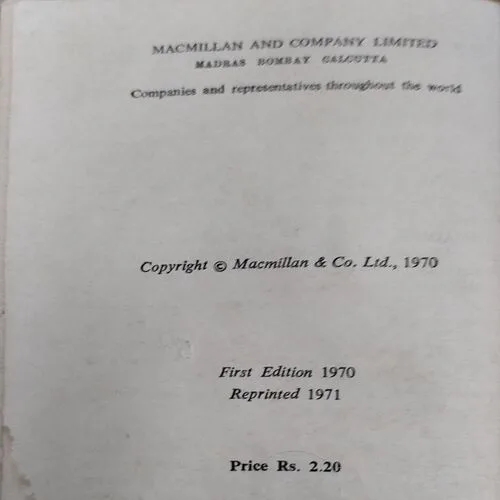 MACMILLAN AND COMPANY LIMITED
MADRAS BOMBAY CALCUTTA
Companies and representatives throughout the world
Copyright © Macmillan & Co. Ltd., 1970
First Edition 1970
Reprinted 1971
Price Rs. 2.20